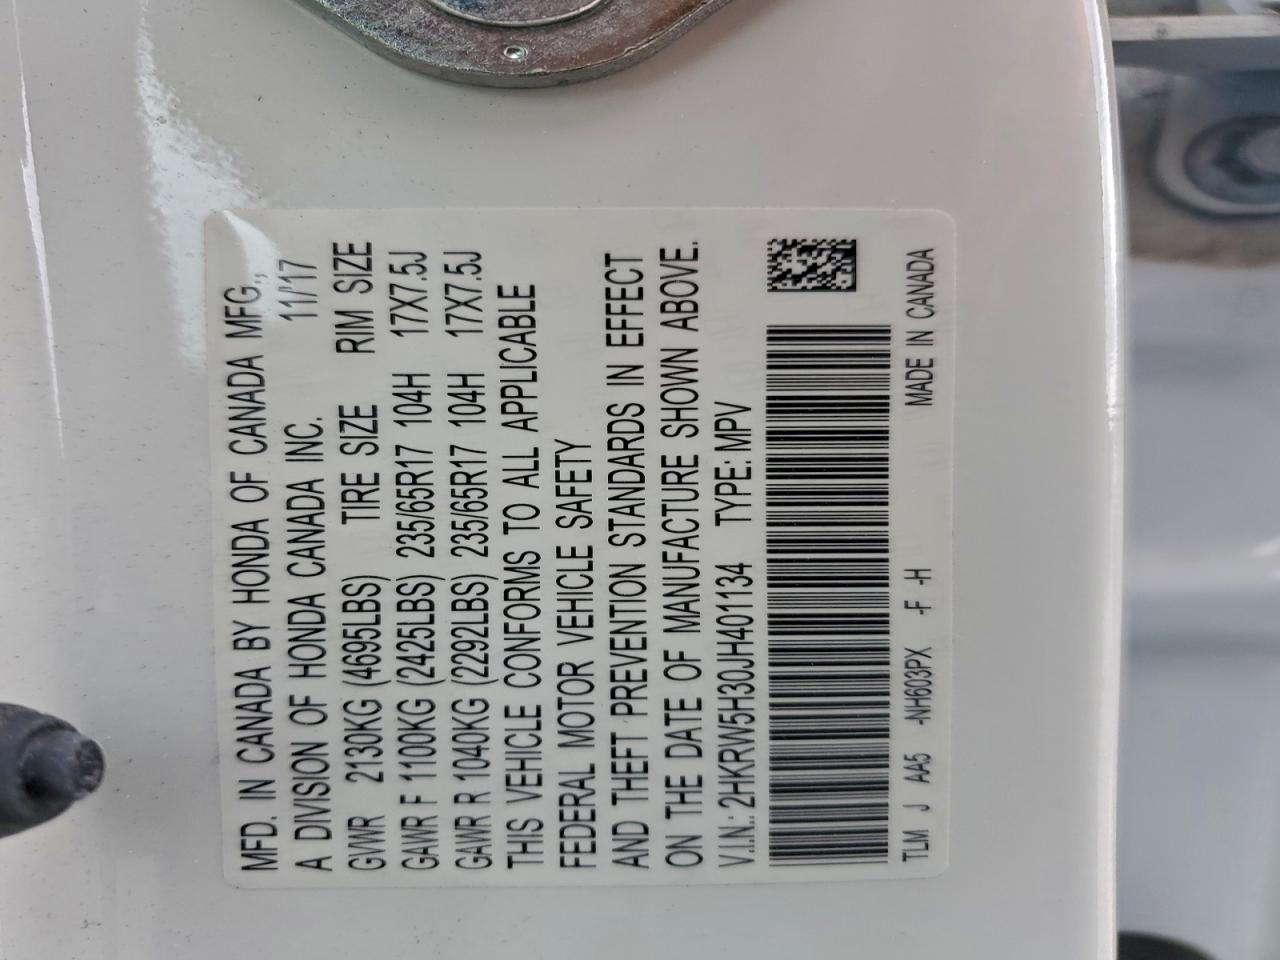 MFD. IN CANADA BY HONDA OF CANADA MFG.,
A DIVISION OF HONDA CANADA INC. 11/17
GVWR 2130KG (4695LBS) TIRE SIZE RIM SIZE
GAWR F 1100KG (2425LBS) 235/65R17 104H 17X7.5J
GAWR R 1040KG (2292LBS) 235/65R17 104H 17X7.5J
THIS VEHICLE CONFORMS TO ALL APPLICABLE
FEDERAL MOTOR VEHICLE SAFETY
AND THEFT PREVENTION STANDARDS IN EFFECT
ON THE DATE OF MANUFACTURE SHOWN ABOVE.
V.I.N.: 2HKRW5H30JH401134 TYPE: MPV
TLM J AA5 -NH603PX -F -H MADE IN CANADA